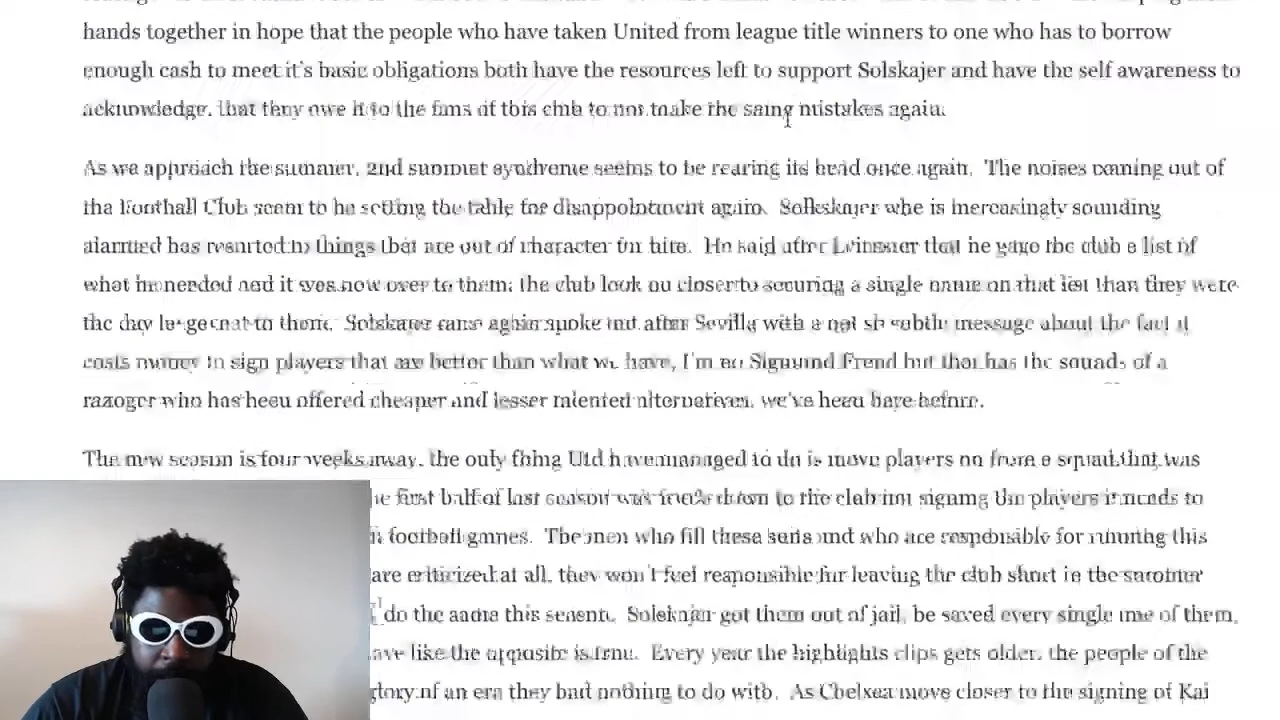 hands together in hope that the people who have taken United from league title winners to one who has to borrow
enough cash to meet it's basic obligations both have the resources left to support Solskajer and have the self awareness to
acknowledge, that they owe it to the fans of this club to not make the same mistakes again.
As we approach the summer, and summer syndrome seems to be rearing its head once again. The noises coming out of
the Football Club seem to be setting the table for disappointment again. who is increasingly sounding
alarmed has resorted to things that are out of character for him. He said after Leicester that he gave the club a list of
what he needed and it was now over to them; the club look no closer to securing a single name on that list than they were
the day he gave it to them. again spoke out after Sevilla with a not so subtle message about the fact it
costs money to sign players that are better than what we have, I'm no Sigmund but that has the sounds of a
who has been offered cheaper and lesser talented alternatives, we've been here before.
The new season is four weeks away, the only thing Utd have managed to do is move players on from a squad that was
the first half of last season was down to the club not signing the players it needs to
football games. The men who fill these suits and who are responsible for running this
are criticized at all, they won't feel responsible for leaving the club short in the summer
do the same this season. got them out of jail, he saved every single one of them,
like the opposite is true. Every year the highlights clips gets older, the people of the
glory of an era they had nothing to do with. As Chelsea move closer to the signing of Kai